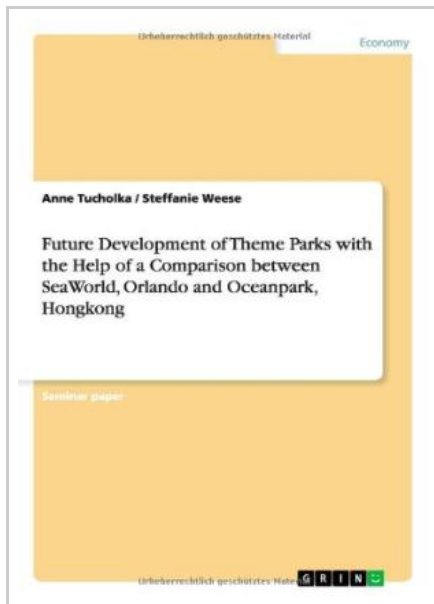 Urheberrechtlich geschütztes Material
Economy
Anne Tucholka / Steffanie Weese
Future Development of Theme Parks with
the Help of a Comparison between
SeaWorld, Orlando and Oceanpark,
Hongkong
Seminar paper
Urheberrechtlich geschütztes
GRIN